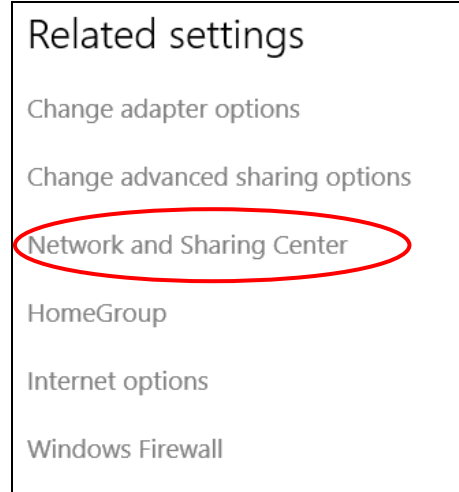 Related settings
Change adapter options
Change advanced sharing options
Network and Sharing Center
HomeGroup
Internet options
Windows Firewall